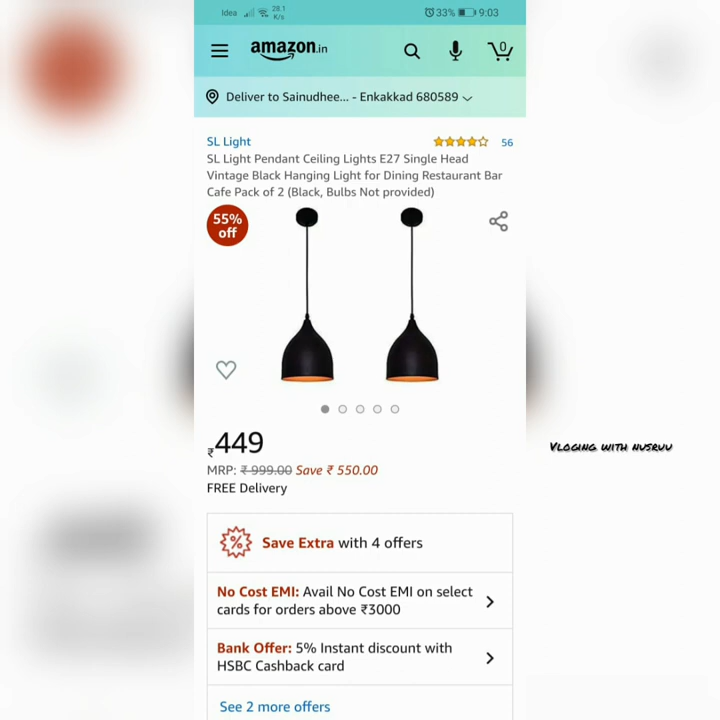 Idea 28.1 K/s 33% 9:03
amazon.in 0
Deliver to Sainudhee... - Enkakkad 680589
SL Light 56
SL Light Pendant Ceiling Lights E27 Single Head
Vintage Black Hanging Light for Dining Restaurant Bar
Cafe Pack of 2 (Black, Bulbs Not provided)
55%
off
₹449
MRP: ₹ 999.00 Save ₹ 550.00
FREE Delivery
VLOGING WITH NUSRUU
% Save Extra with 4 offers
No Cost EMI: Avail No Cost EMI on select
cards for orders above ₹3000
Bank Offer: 5% Instant discount with
HSBC Cashback card
See 2 more offers